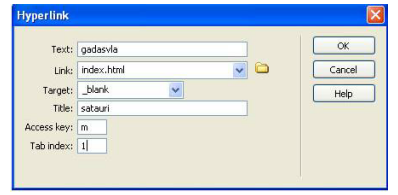 Hyperlink
Text: gadasvla
OK
Link: index.html
Cancel
Target: _blank
Help
Title: satauri
Access key: m
Tab index: 1